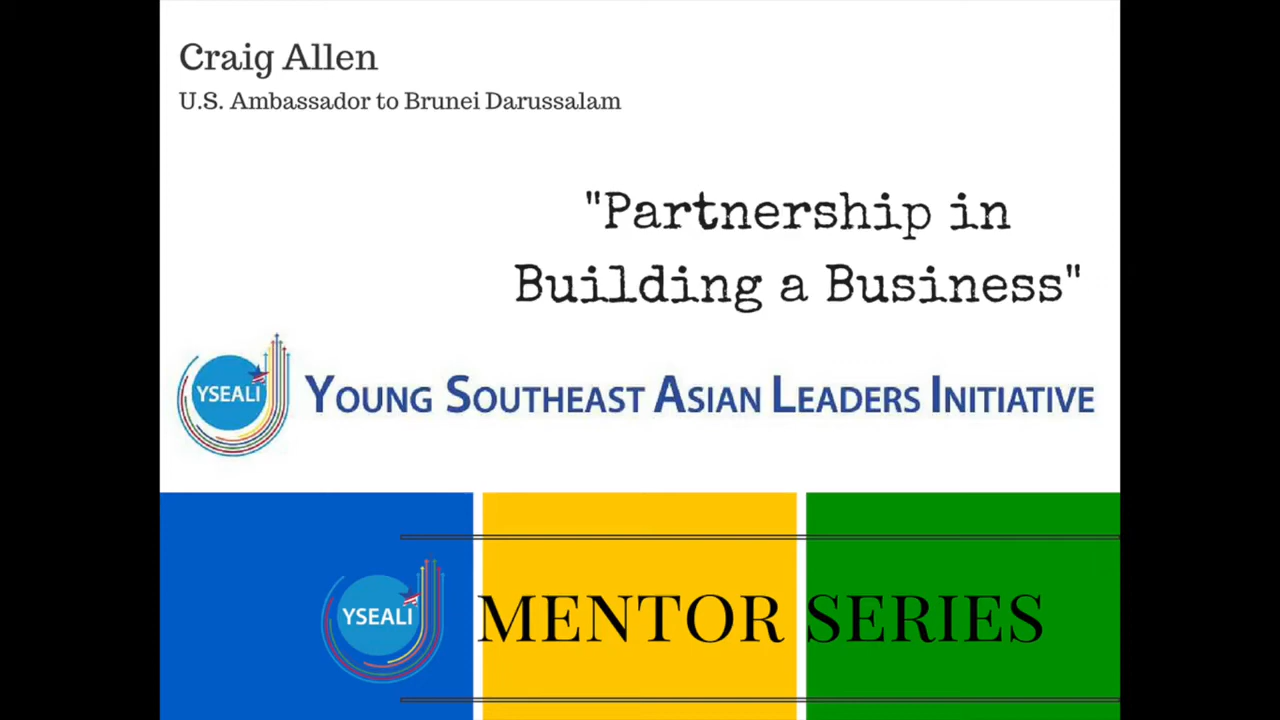 Craig Allen
U.S. Ambassador to Brunei Darussalam
"Partnership in
Building a Business"
YSEALI YOUNG SOUTHEAST ASIAN LEADERS INITIATIVE
YSEALI MENTOR SERIES